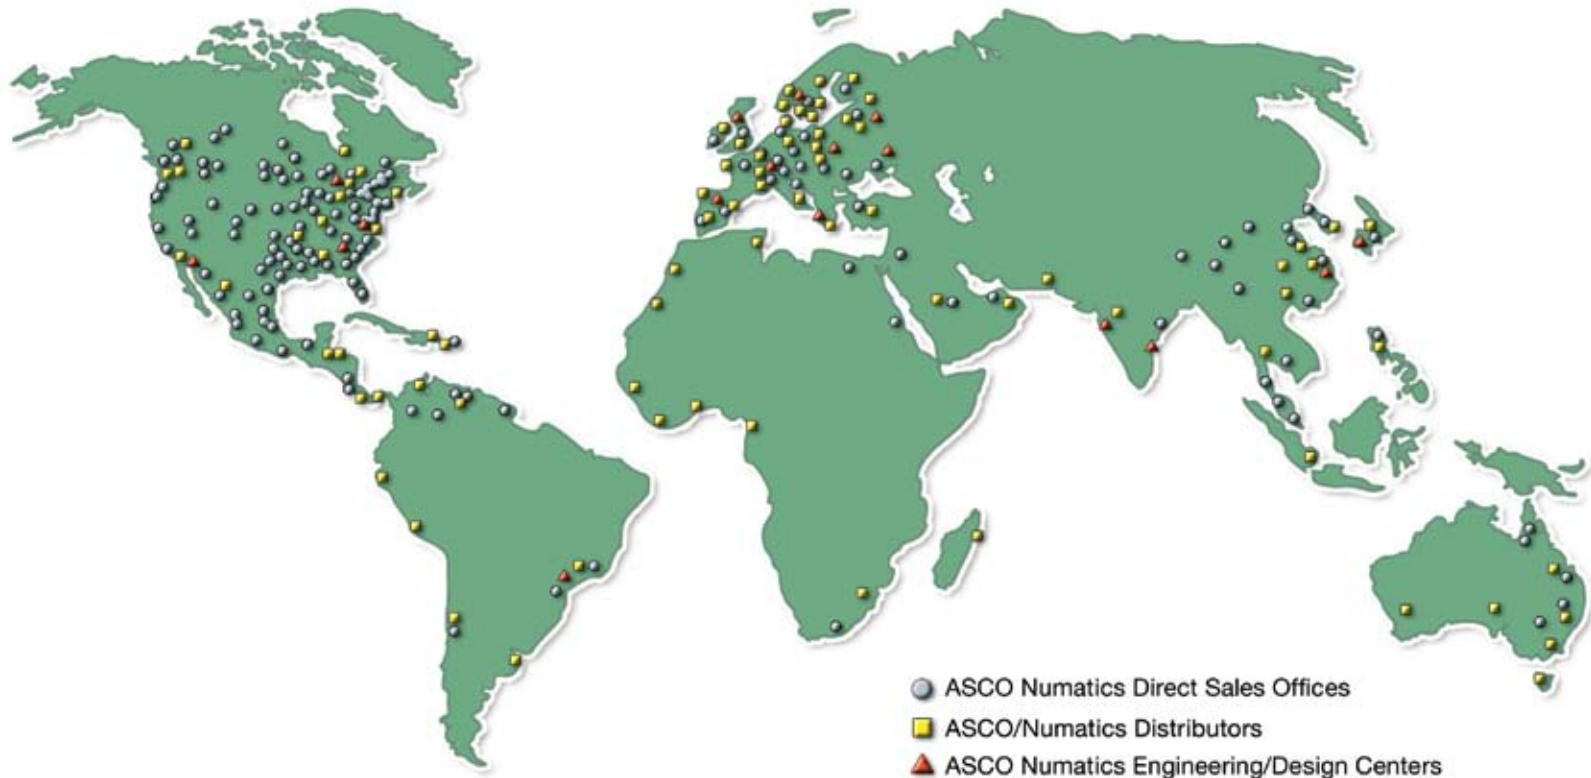 ASCO Numatics Direct Sales Offices
ASCO/Numatics Distributors
ASCO Numatics Engineering/Design Centers